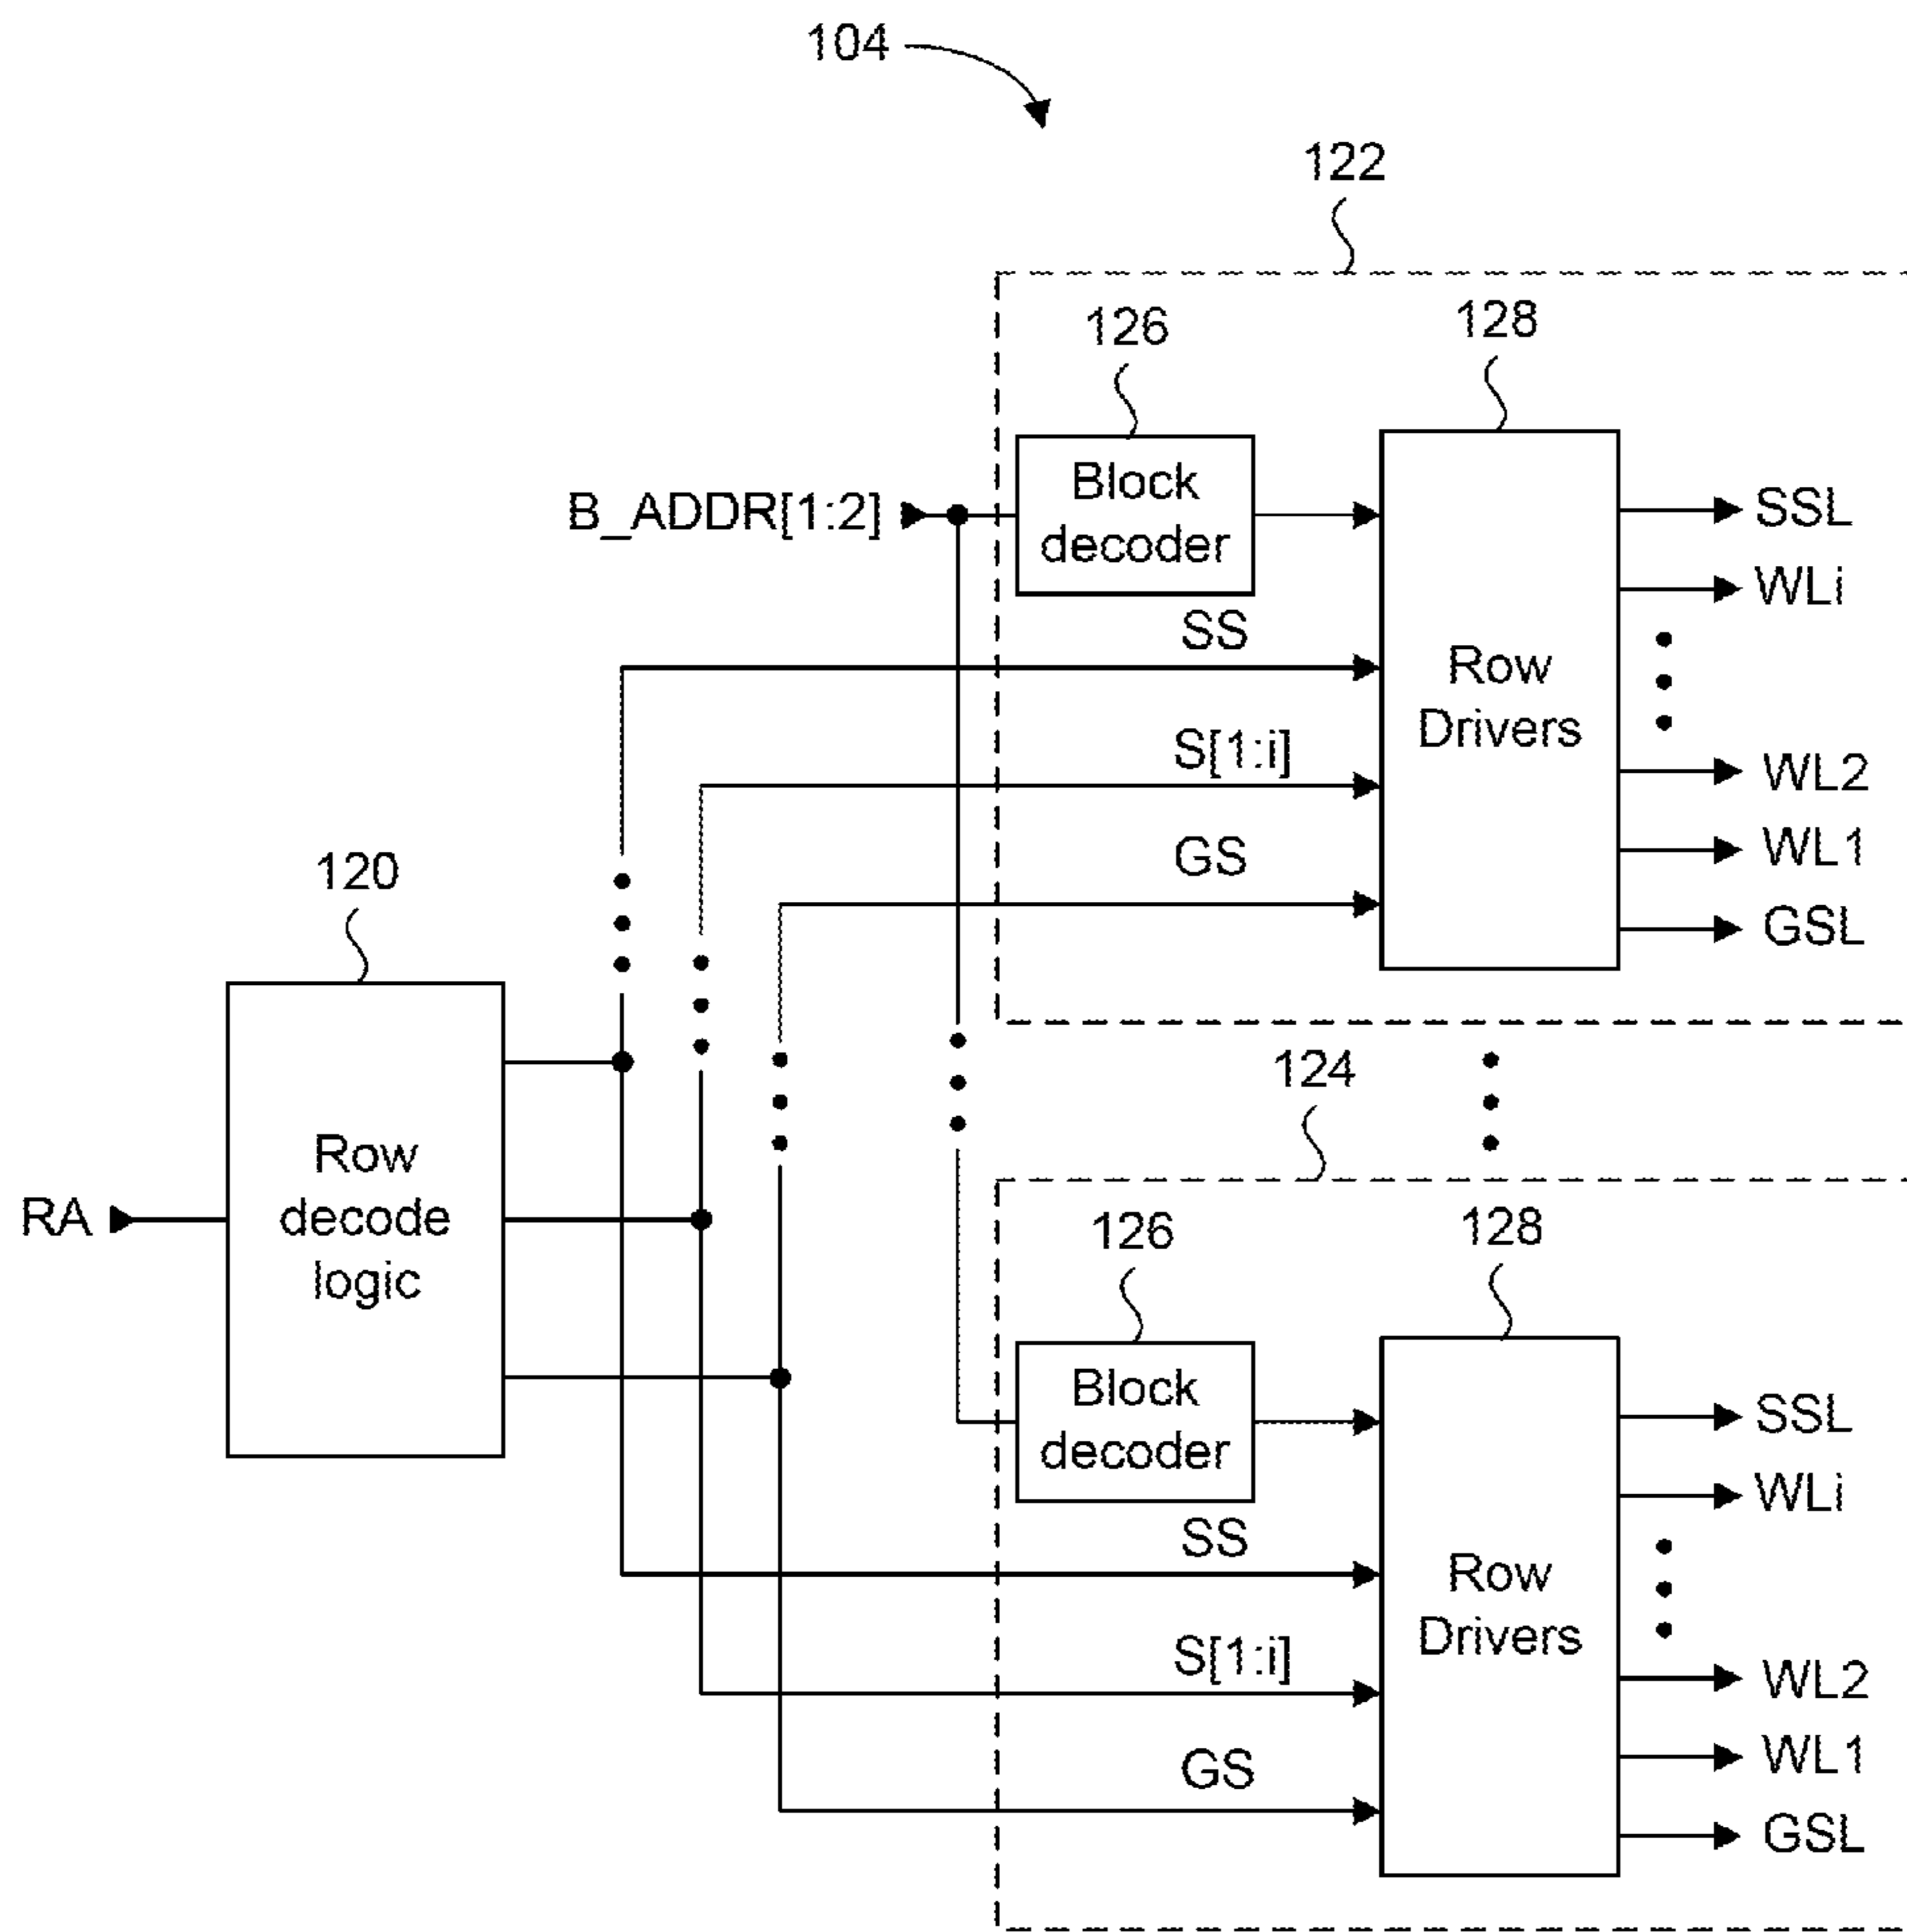 104
122
126
128
B_ADDR[1:2]
Block
decoder
SS
S[1:i]
GS
Row
Drivers
SSL
WLi
WL2
WL1
GSL
120
RA
Row
decode
logic
124
126
128
Block
decoder
SS
S[1:i]
GS
Row
Drivers
SSL
WLi
WL2
WL1
GSL